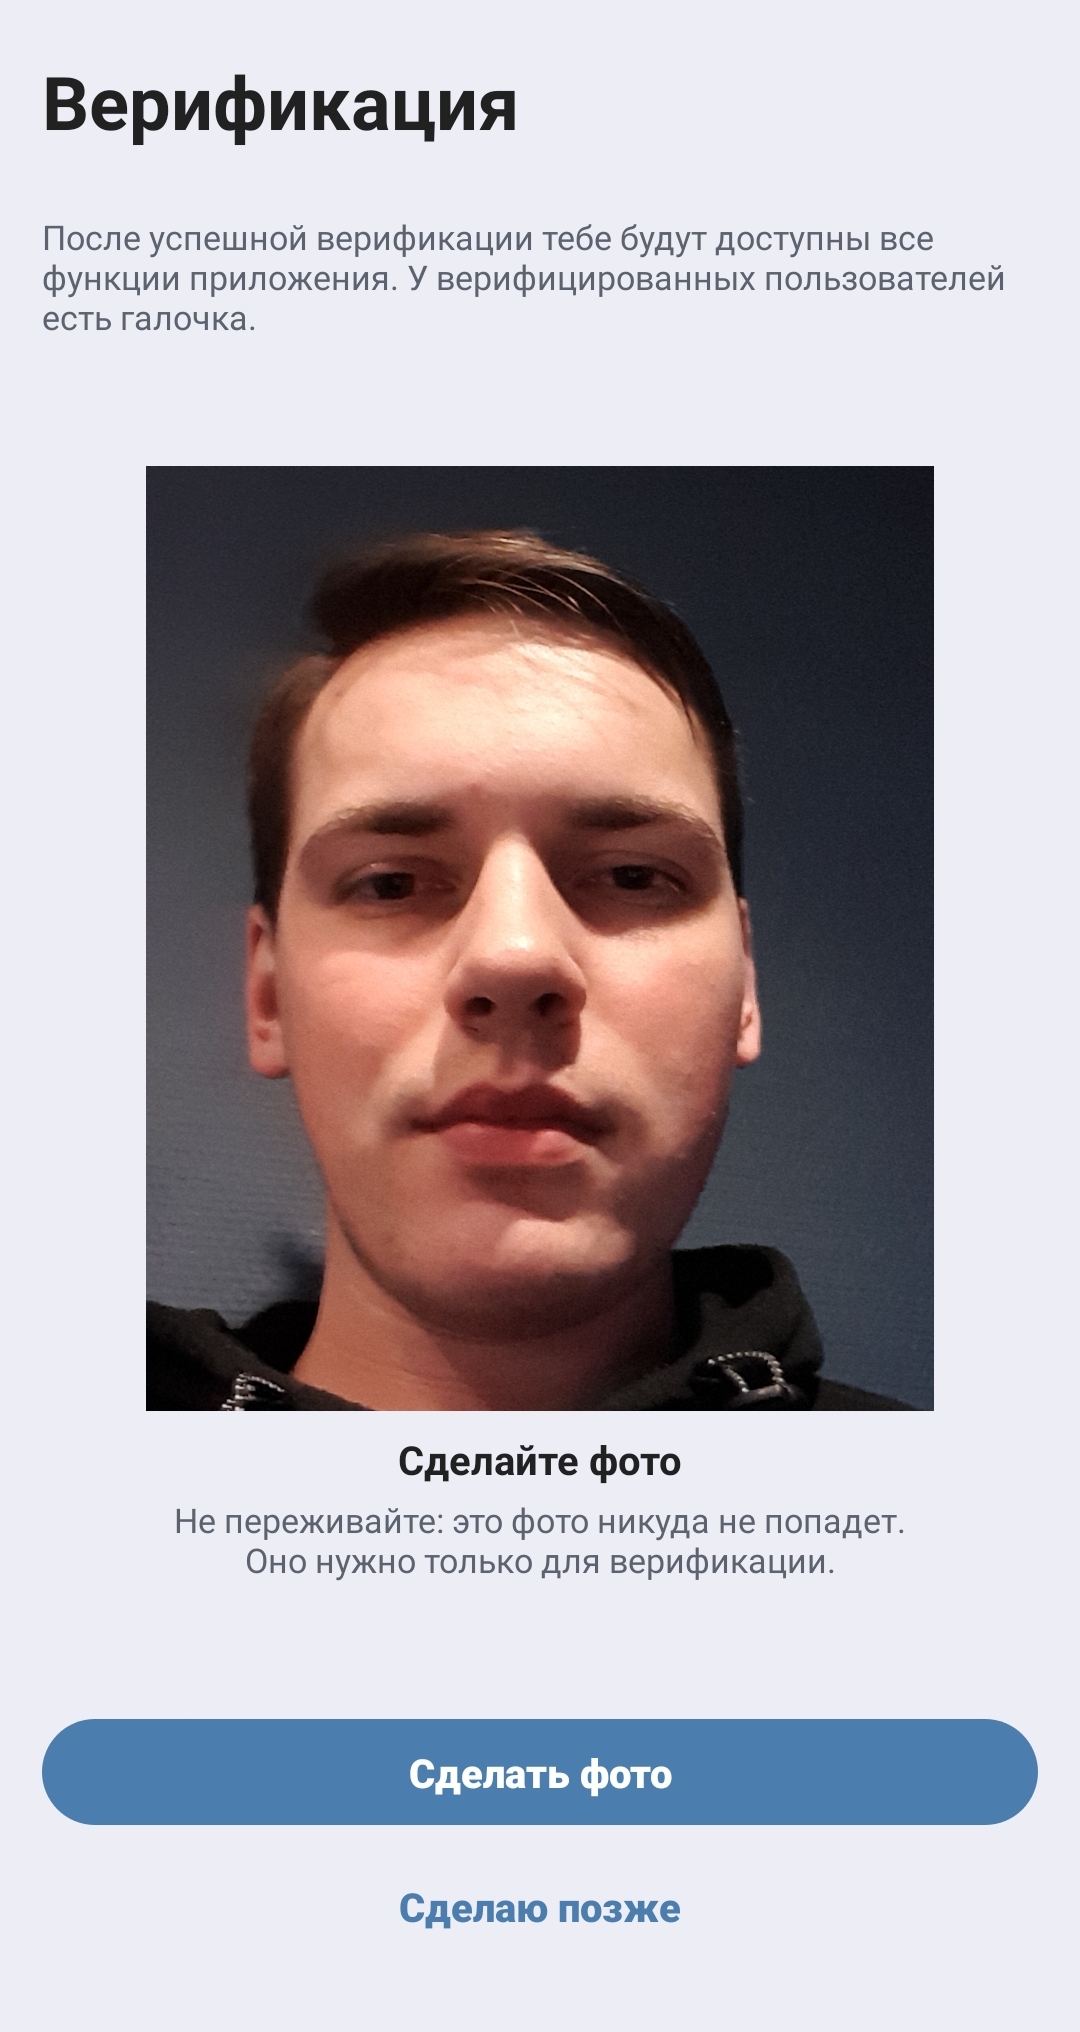 Верификация
После успешной верификации тебе будут доступны все
функции приложения. У верифицированных пользователей
есть галочка.
Сделайте фото
Не переживайте: это фото никуда не попадет.
Оно нужно только для верификации.
Сделать фото
Сделаю позже